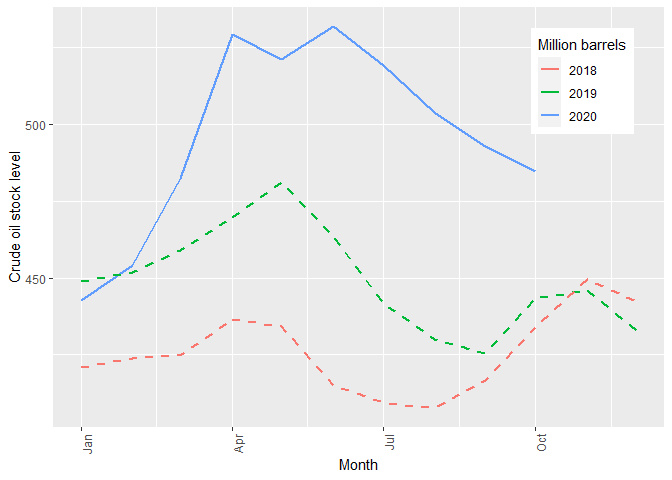 Million barrels
2018
2019
2020
500
450
Crude oil stock level
Jan
Apr
Jul
Oct
Month